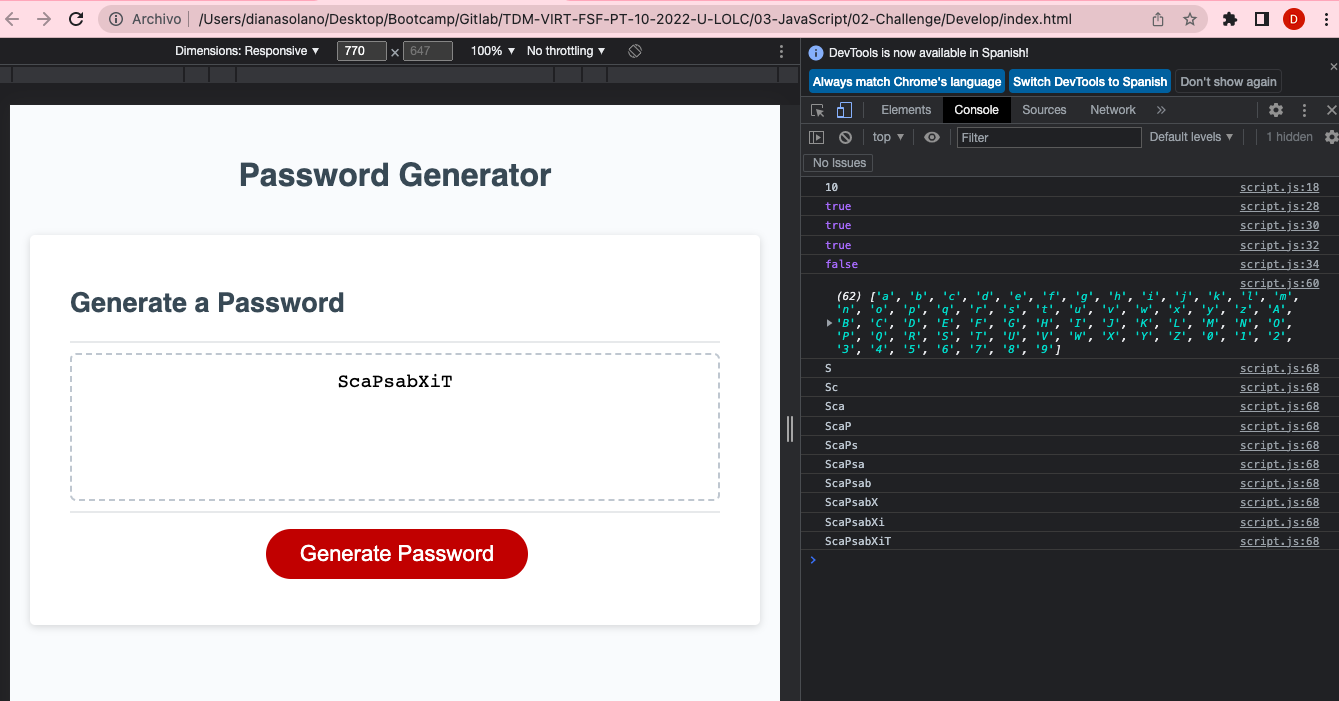 Archivo /Users/dianasolano/Desktop/Bootcamp/Gitlab/TDM-VIRT-FSF-PT-10-2022-U-LOLC/03-JavaScript/02-Challenge/Develop/index.html D
Dimensions: Responsive ▼ 770 × 647 100% ▼ No throttling ▼
Password Generator
Generate a Password
ScaPsabXiT
Generate Password
DevTools is now available in Spanish!
Always match Chrome's language Switch DevTools to Spanish Don't show again
Elements Console Sources Network »
top ▼ Filter Default levels ▼ 1 hidden
No Issues
10 script.js:18
true script.js:28
true script.js:30
true script.js:32
false script.js:34
script.js:60
(62) ['a', 'b', 'c', 'd', 'e', 'f', 'g', 'h', 'i', 'j', 'k', 'l', 'm',
'n', 'o', 'p', 'q', 'r', 's', 't', 'u', 'v', 'w', 'x', 'y', 'z', 'A',
'B', 'C', 'D', 'E', 'F', 'G', 'H', 'I', 'J', 'K', 'L', 'M', 'N', 'O',
'P', 'Q', 'R', 'S', 'T', 'U', 'V', 'W', 'X', 'Y', 'Z', '0', '1', '2',
'3', '4', '5', '6', '7', '8', '9']
S script.js:68
Sc script.js:68
Sca script.js:68
ScaP script.js:68
ScaPs script.js:68
ScaPsa script.js:68
ScaPsab script.js:68
ScaPsabX script.js:68
ScaPsabXi script.js:68
ScaPsabXiT script.js:68